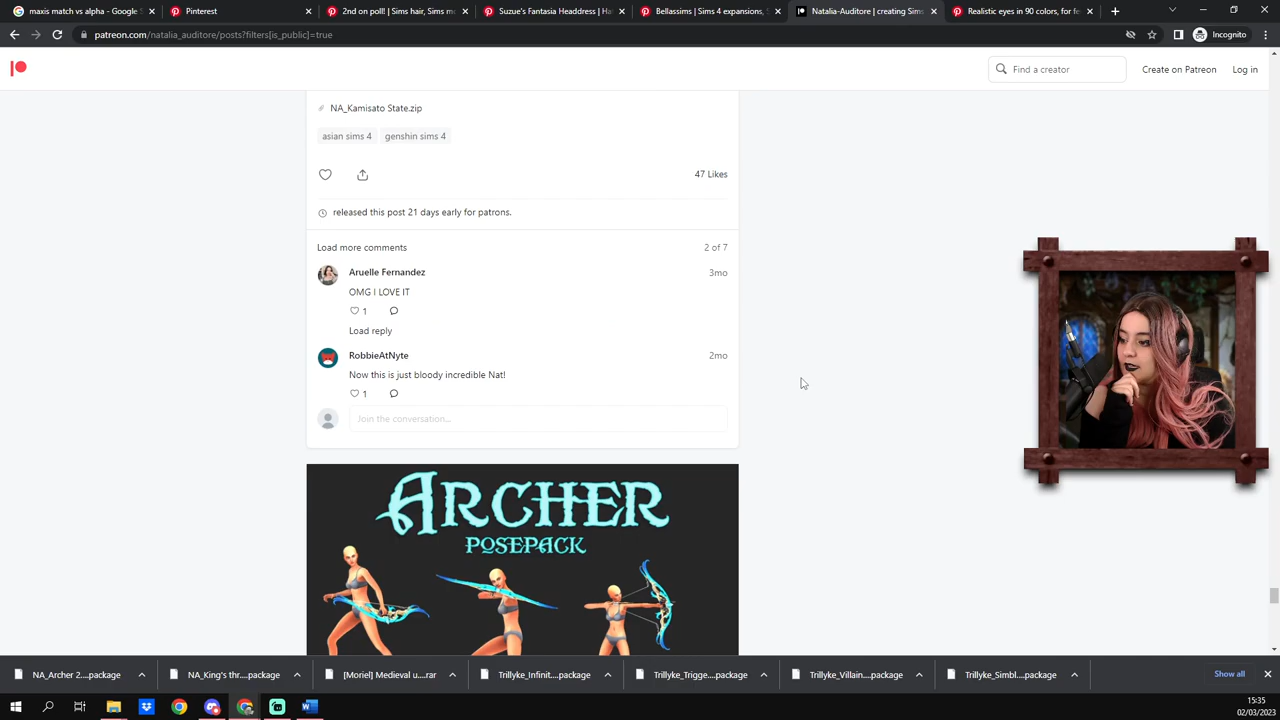 maxis match vs alpha - Google S
Pinterest
2nd on poll! | Sims hair, Sims mo
Suzue's Fantasia Headdress | Ha
Bellassims | Sims 4 expansions, S
Natalia-Auditore | creating Sims
Realistic eyes in 90 colors, for fe
patreon.com/natalia_auditore/posts?filters[is_public]=true
Incognito
Find a creator
Create on Patreon
Log in
NA_Kamisato State.zip
asian sims 4
genshin sims 4
47 Likes
released this post 21 days early for patrons.
Load more comments
2 of 7
Aruelle Fernandez
3mo
OMG I LOVE IT
1
Load reply
RobbieAtNyte
2mo
Now this is just bloody incredible Nat!
1
Join the conversation...
ARCHER
POSEPACK
NA_Archer 2....package
NA_King's thr....package
[Moriel] Medieval u....rar
Trillyke_Infinit....package
Trillyke_Trigge....package
Trillyke_Villain....package
Trillyke_Simbl....package
Show all
15:35
02/03/2023